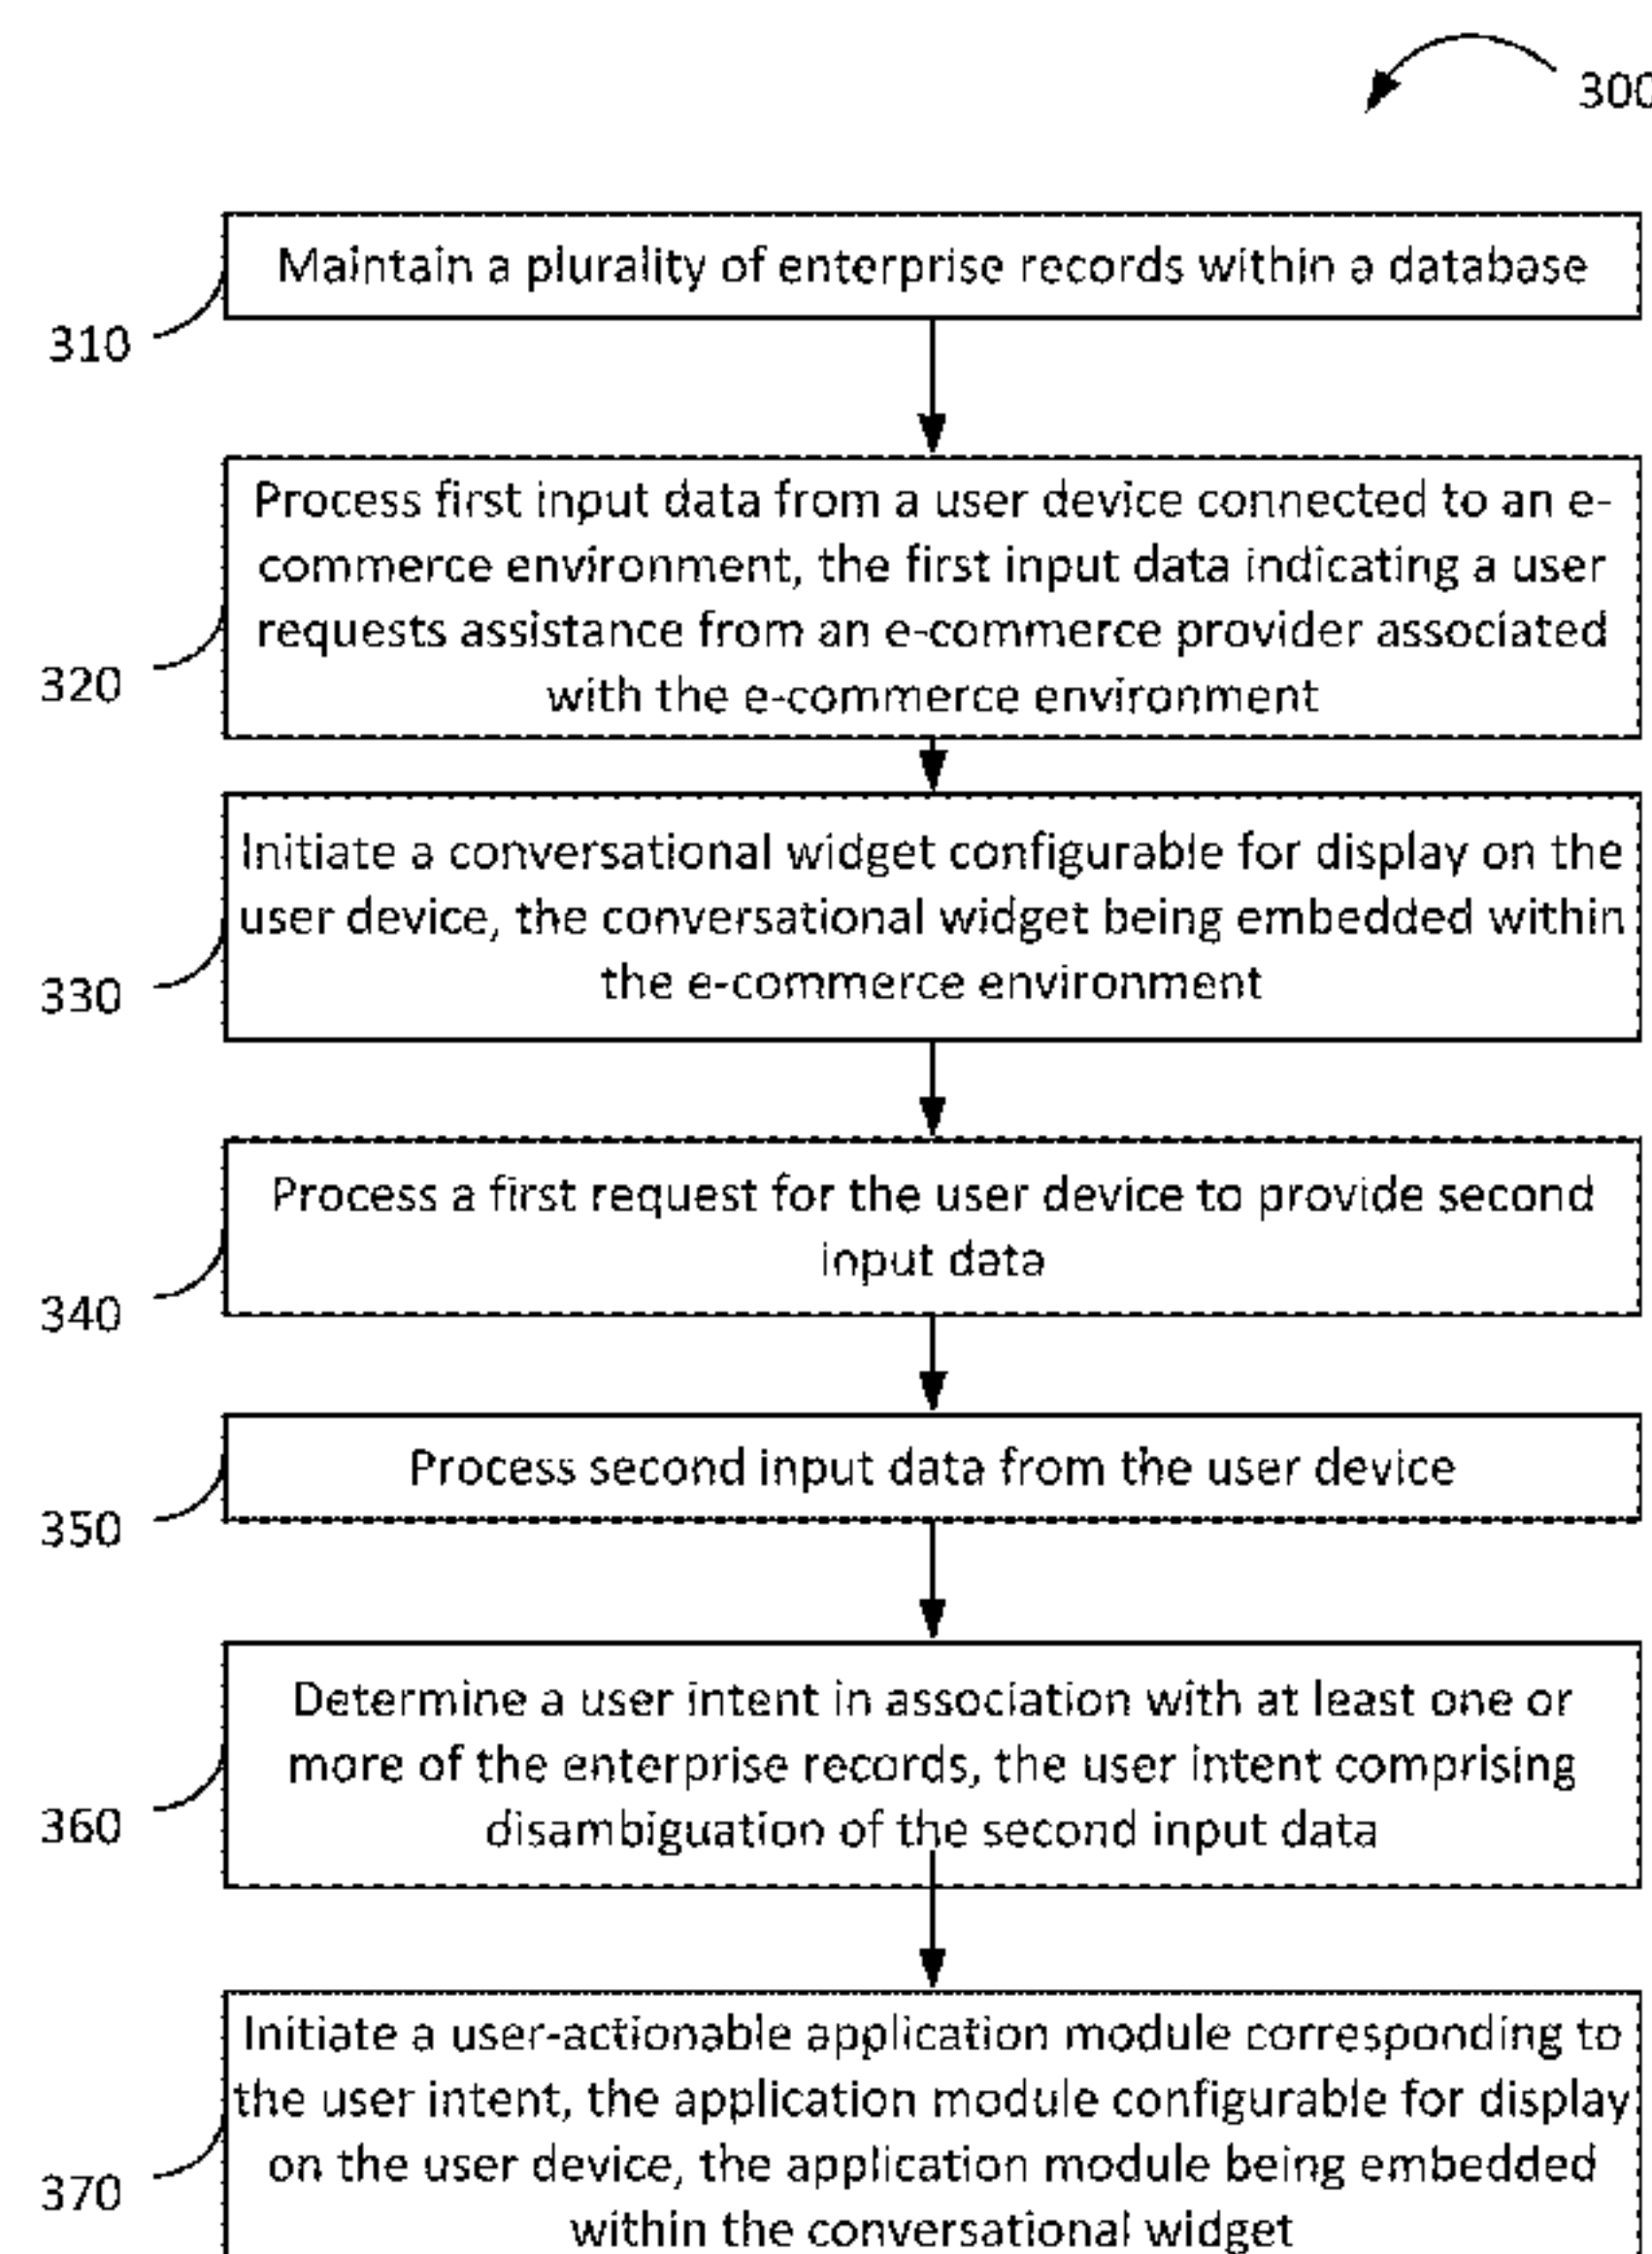 300
Maintain a plurality of enterprise records within a database
310
Process first input data from a user device connected to an e-
commerce environment, the first input data indicating a user
requests assistance from an e-commerce provider associated
with the e-commerce environment
320
Initiate a conversational widget configurable for display on the
user device, the conversational widget being embedded within
the e-commerce environment
330
Process a first request for the user device to provide second
input data
340
Process second input data from the user device
350
Determine a user intent in association with at least one or
more of the enterprise records, the user intent comprising
disambiguation of the second input data
360
Initiate a user-actionable application module corresponding to
the user intent, the application module configurable for display
on the user device, the application module being embedded
within the conversational widget
370